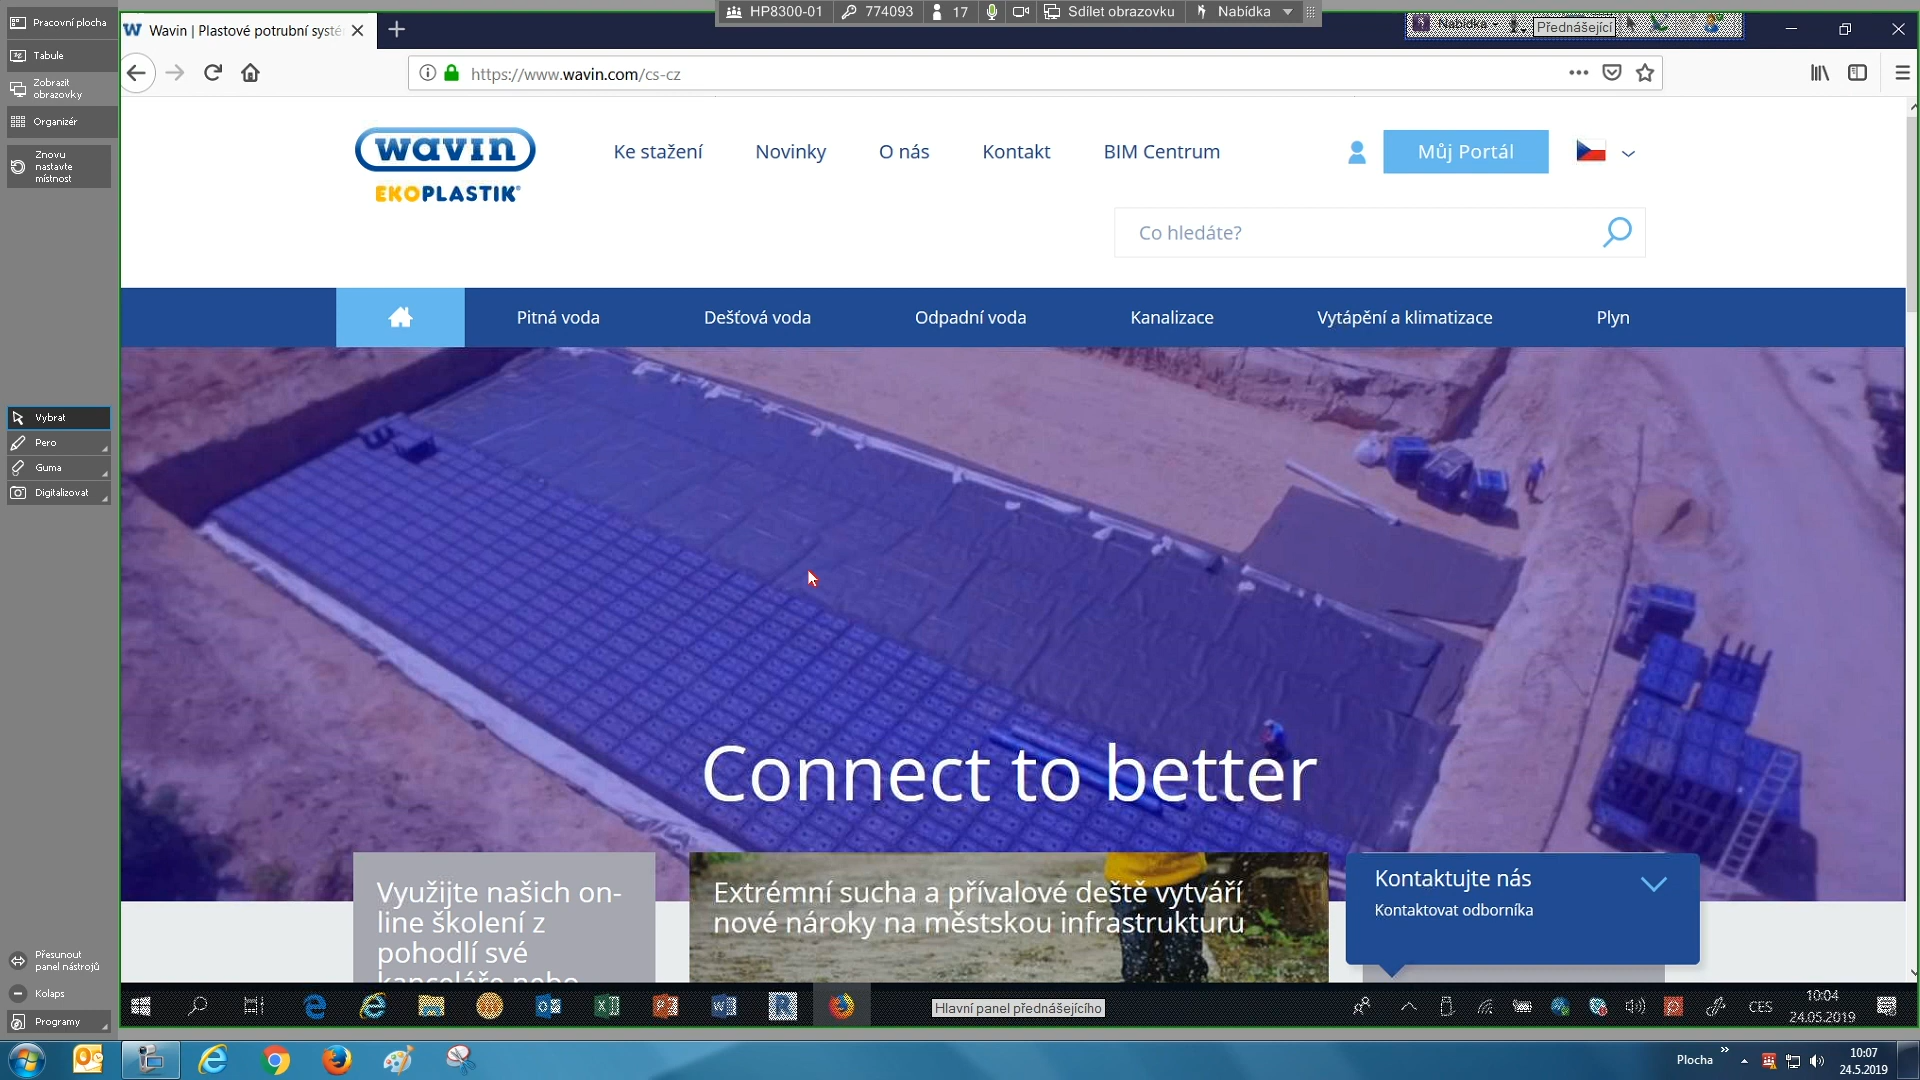 HP8300-01
774093
17
Sdílet obrazovku
Nabídka
Pracovní plocha
Tabule
Zobrazit
obrazovky
Organizér
Znovu
nastavte
místnost
Vybrat
Pero
Guma
Digitalizovat
Přesunout
panel nástrojů
Kolaps
Programy
Wavin | Plastové potrubní systé
Nabídka
Přednášející
https://www.wavin.com/cs-cz
wavin
EKOPLASTIK
Ke stažení
Novinky
O nás
Kontakt
BIM Centrum
Můj Portál
Co hledáte?
Pitná voda
Dešťová voda
Odpadní voda
Kanalizace
Vytápění a klimatizace
Plyn
Connect to better
Využijte našich on-
line školení z
pohodlí své
kanceláře nebo
Extrémní sucha a přívalové deště vytváří
nové nároky na městskou infrastrukturu
Kontaktujte nás
Kontaktovat odborníka
Hlavní panel přednášejícího
CES
10:04
24.05.2019
Plocha
10:07
24.5.2019